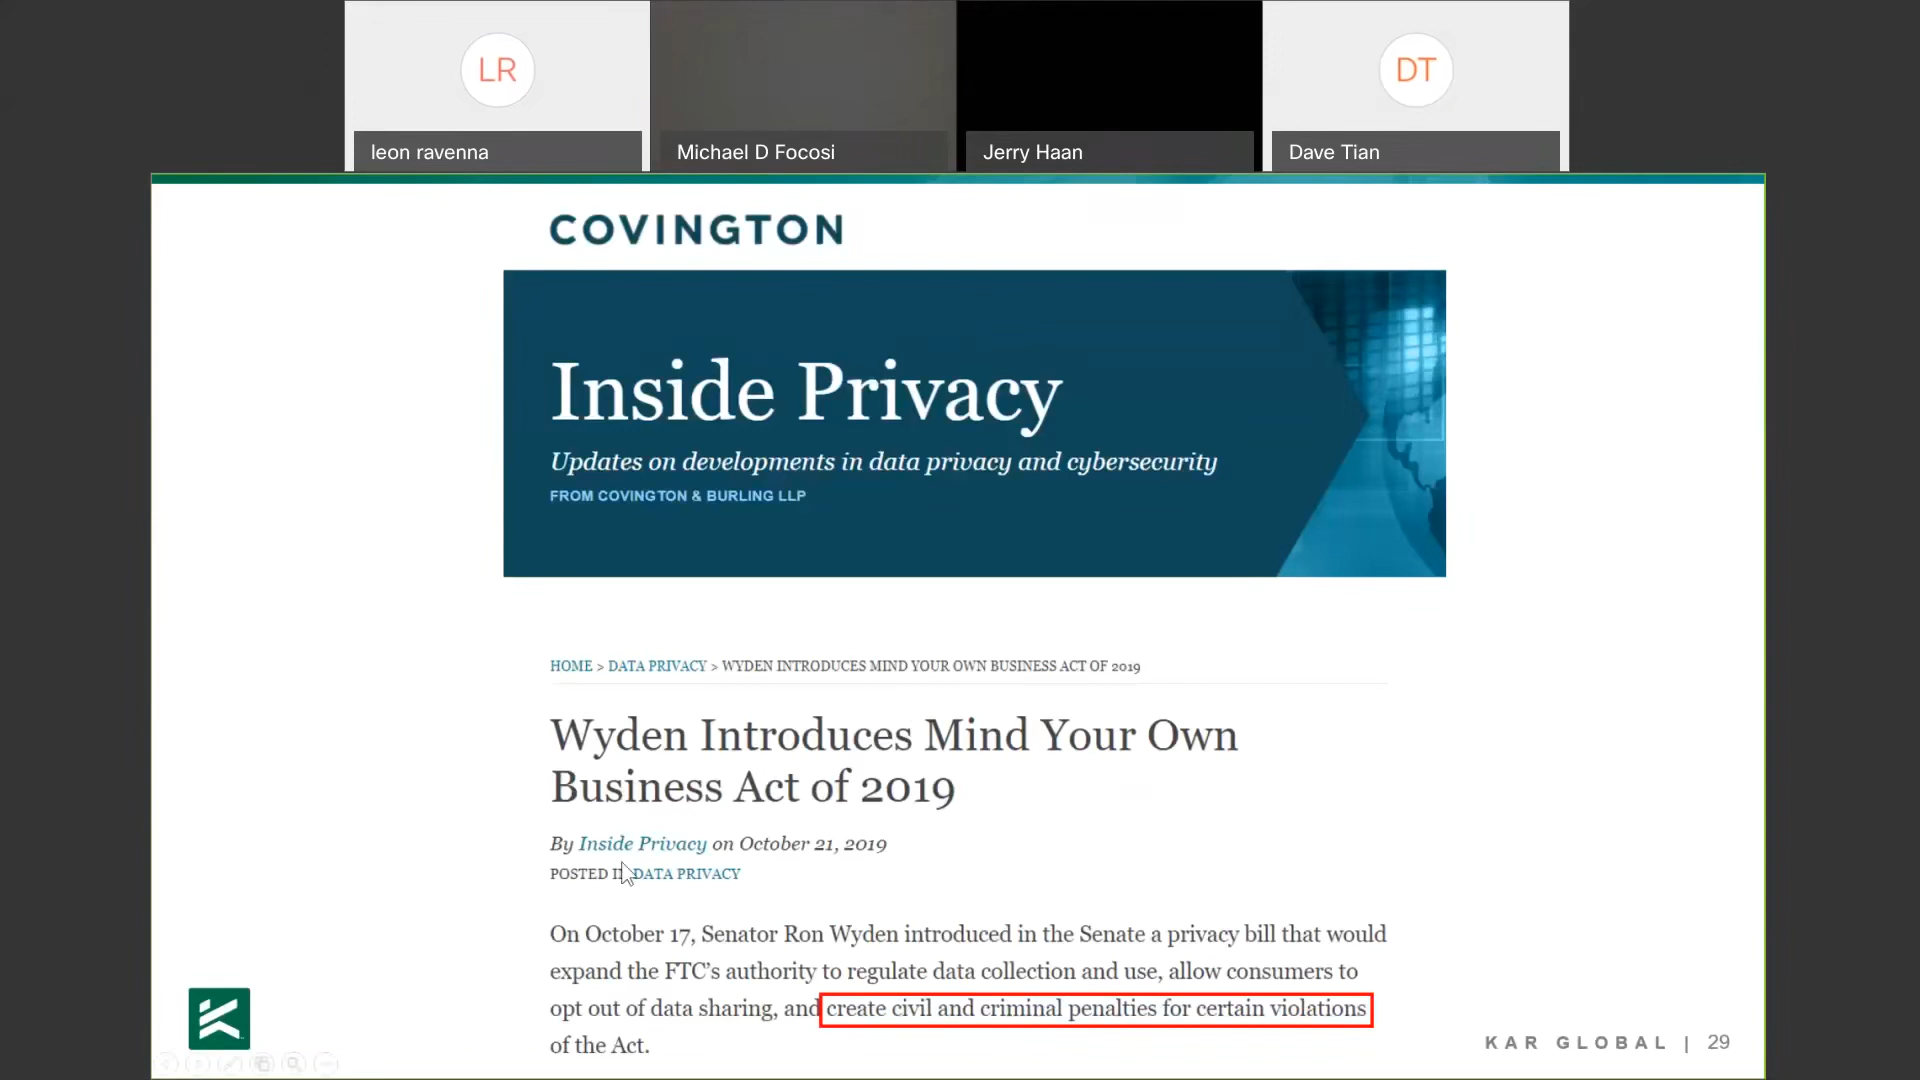 LR
DT
leon ravenna
Michael D Focosi
Jerry Haan
Dave Tian
COVINGTON
Inside Privacy
Updates on developments in data privacy and cybersecurity
FROM COVINGTON & BURLING LLP
HOME > DATA PRIVACY > WYDEN INTRODUCES MIND YOUR OWN BUSINESS ACT OF 2019
Wyden Introduces Mind Your Own
Business Act of 2019
By Inside Privacy on October 21, 2019
POSTED IN DATA PRIVACY
On October 17, Senator Ron Wyden introduced in the Senate a privacy bill that would
expand the FTC's authority to regulate data collection and use, allow consumers to
opt out of data sharing, and create civil and criminal penalties for certain violations
of the Act.
KAR GLOBAL | 29